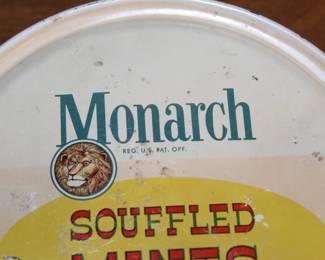 Monarch
REG. U.S. PAT. OFF.
SOUFFLED